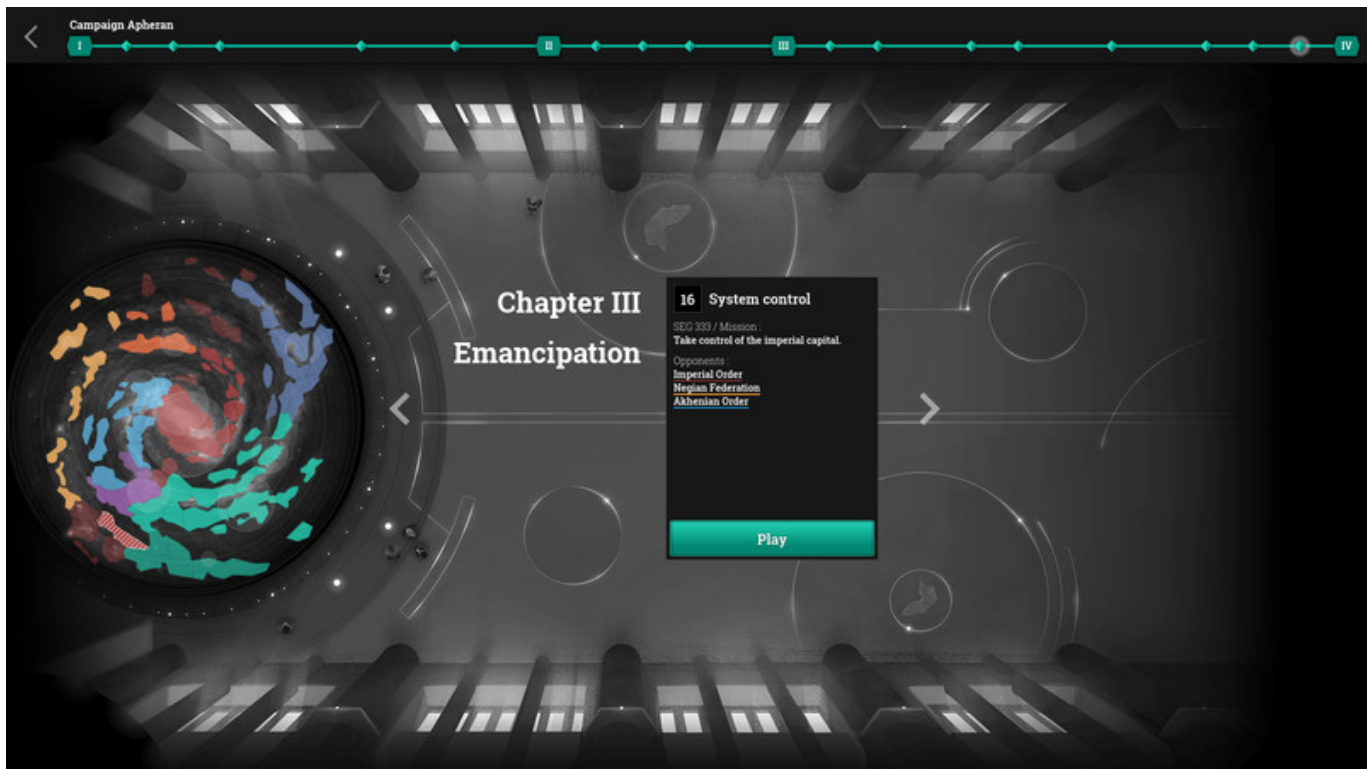 Campaign Apheran
I
II
III
IV
Chapter III
Emancipation
16 System control
SEG 333 / Mission :
Take control of the imperial capital.
Opponents :
Imperial Order
Negian Federation
Akhenian Order
Play